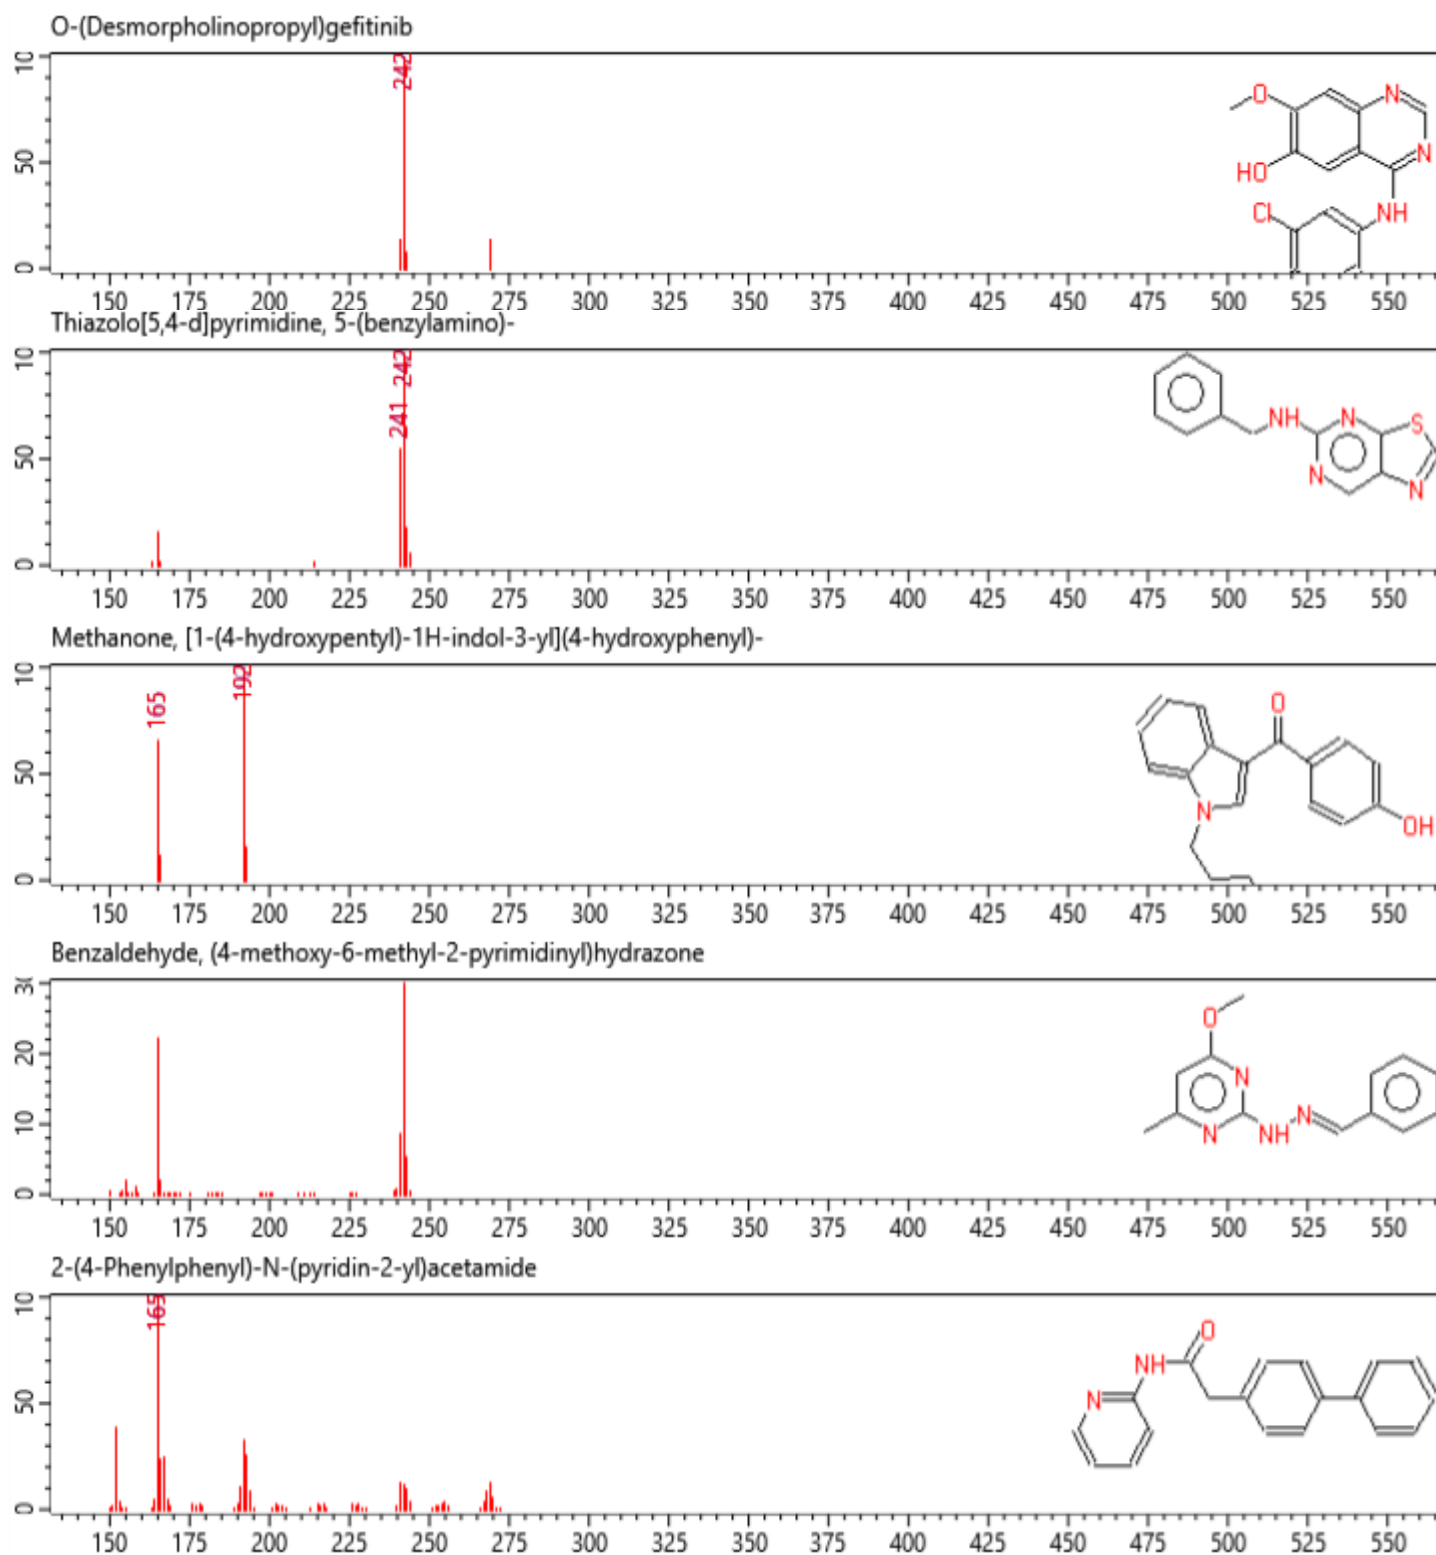 O-(Desmorpholinopropyl)gefitinib
10
242
O
N
50
N
HO
Cl
NH
0
150 175 200 225 250 275 300 325 350 375 400 425 450 475 500 525 550
Thiazolo[5,4-d]pyrimidine, 5-(benzylamino)-
10
242
241
NH
N
S
50
N
N
0
150 175 200 225 250 275 300 325 350 375 400 425 450 475 500 525 550
Methanone, [1-(4-hydroxypentyl)-1H-indol-3-yl](4-hydroxyphenyl)-
10
192
165
O
50
N
OH
0
150 175 200 225 250 275 300 325 350 375 400 425 450 475 500 525 550
Benzaldehyde, (4-methoxy-6-methyl-2-pyrimidinyl)hydrazone
30
O
20
N
10
N
NH
N
0
150 175 200 225 250 275 300 325 350 375 400 425 450 475 500 525 550
2-(4-Phenylphenyl)-N-(pyridin-2-yl)acetamide
10
165
O
NH
50
N
0
150 175 200 225 250 275 300 325 350 375 400 425 450 475 500 525 550